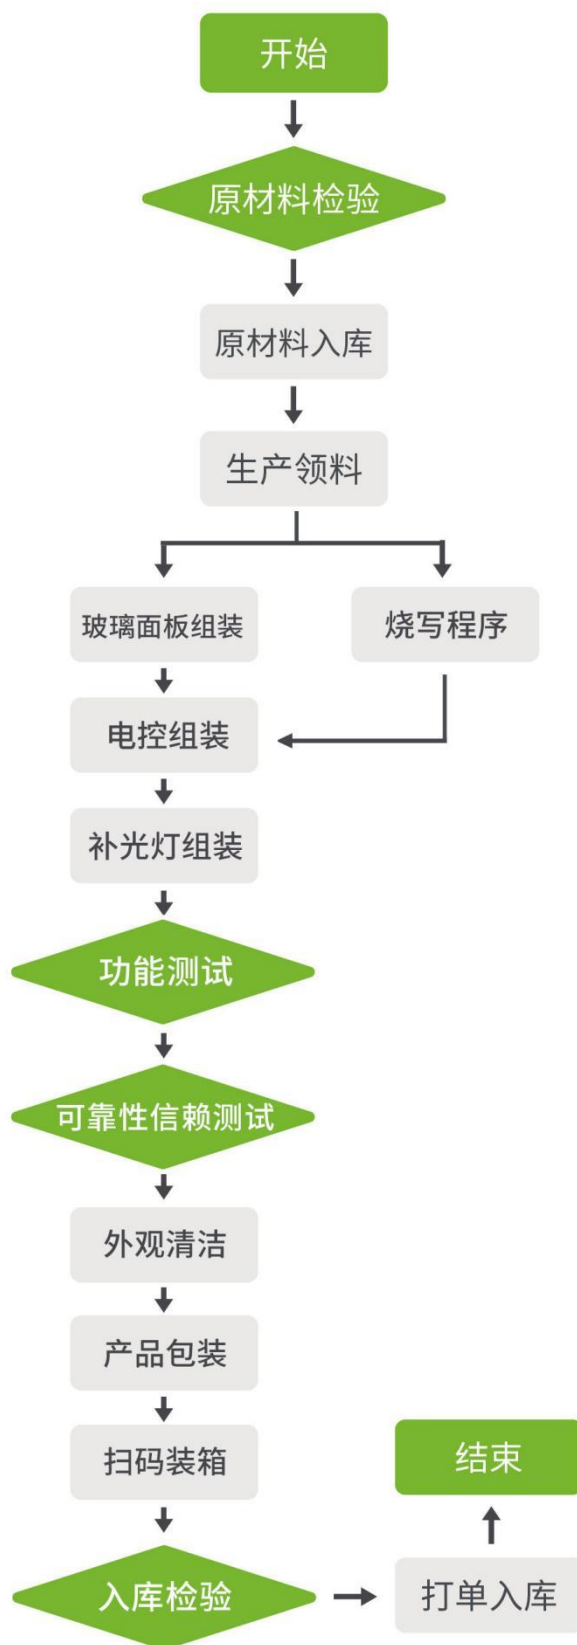 开始
原材料检验
原材料入库
生产领料
玻璃面板组装
烧写程序
电控组装
补光灯组装
功能测试
可靠性信赖测试
外观清洁
产品包装
扫码装箱
结束
入库检验
打单入库